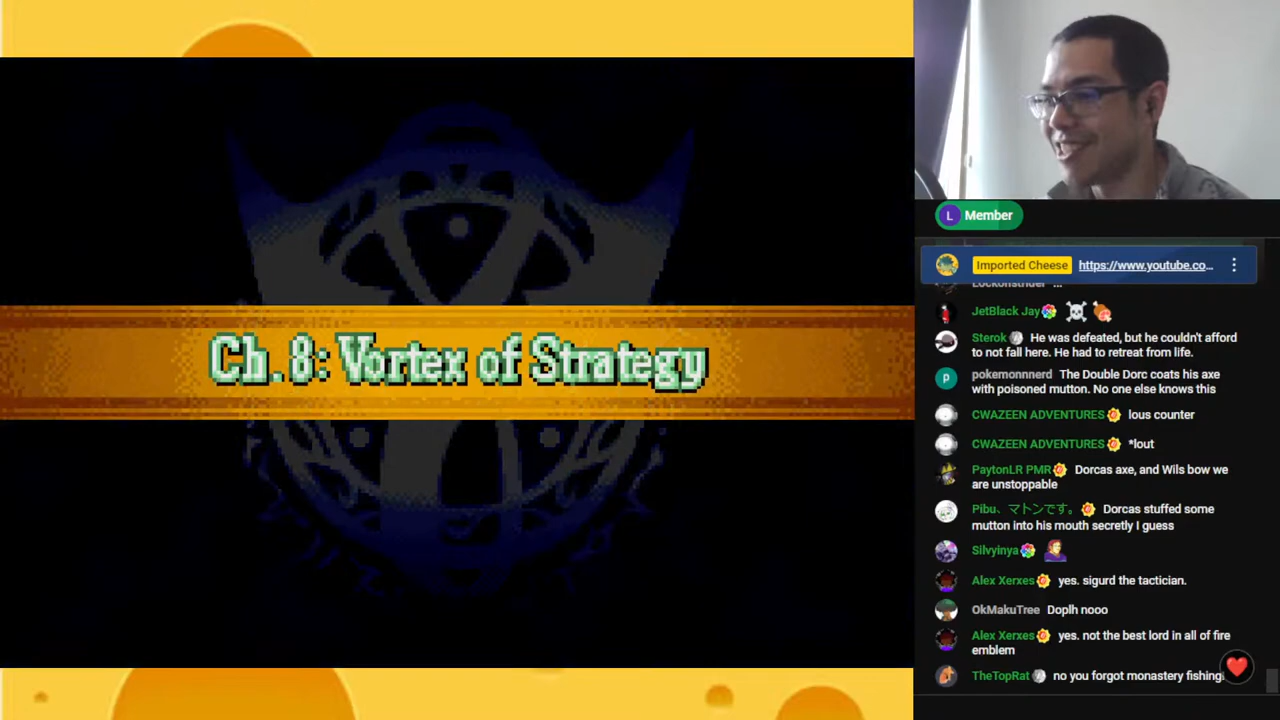 Ch.8: Vortex of Strategy
L Member
Imported Cheese https://www.youtube.co...
Lockonstrider ...
JetBlack Jay
Sterok He was defeated, but he couldn't afford
to not fall here. He had to retreat from life.
P pokemonnnerd The Double Dorc coats his axe
with poisoned mutton. No one else knows this
CWAZEEN ADVENTURES lous counter
CWAZEEN ADVENTURES *lout
PaytonLR PMR Dorcas axe, and Wils bow we
are unstoppable
Pibu、マトンです。 Dorcas stuffed some
mutton into his mouth secretly I guess
Silvyinya
Alex Xerxes yes. sigurd the tactician.
OkMakuTree Doplh nooo
Alex Xerxes yes. not the best lord in all of fire
emblem
TheTopRat no you forgot monastery fishing